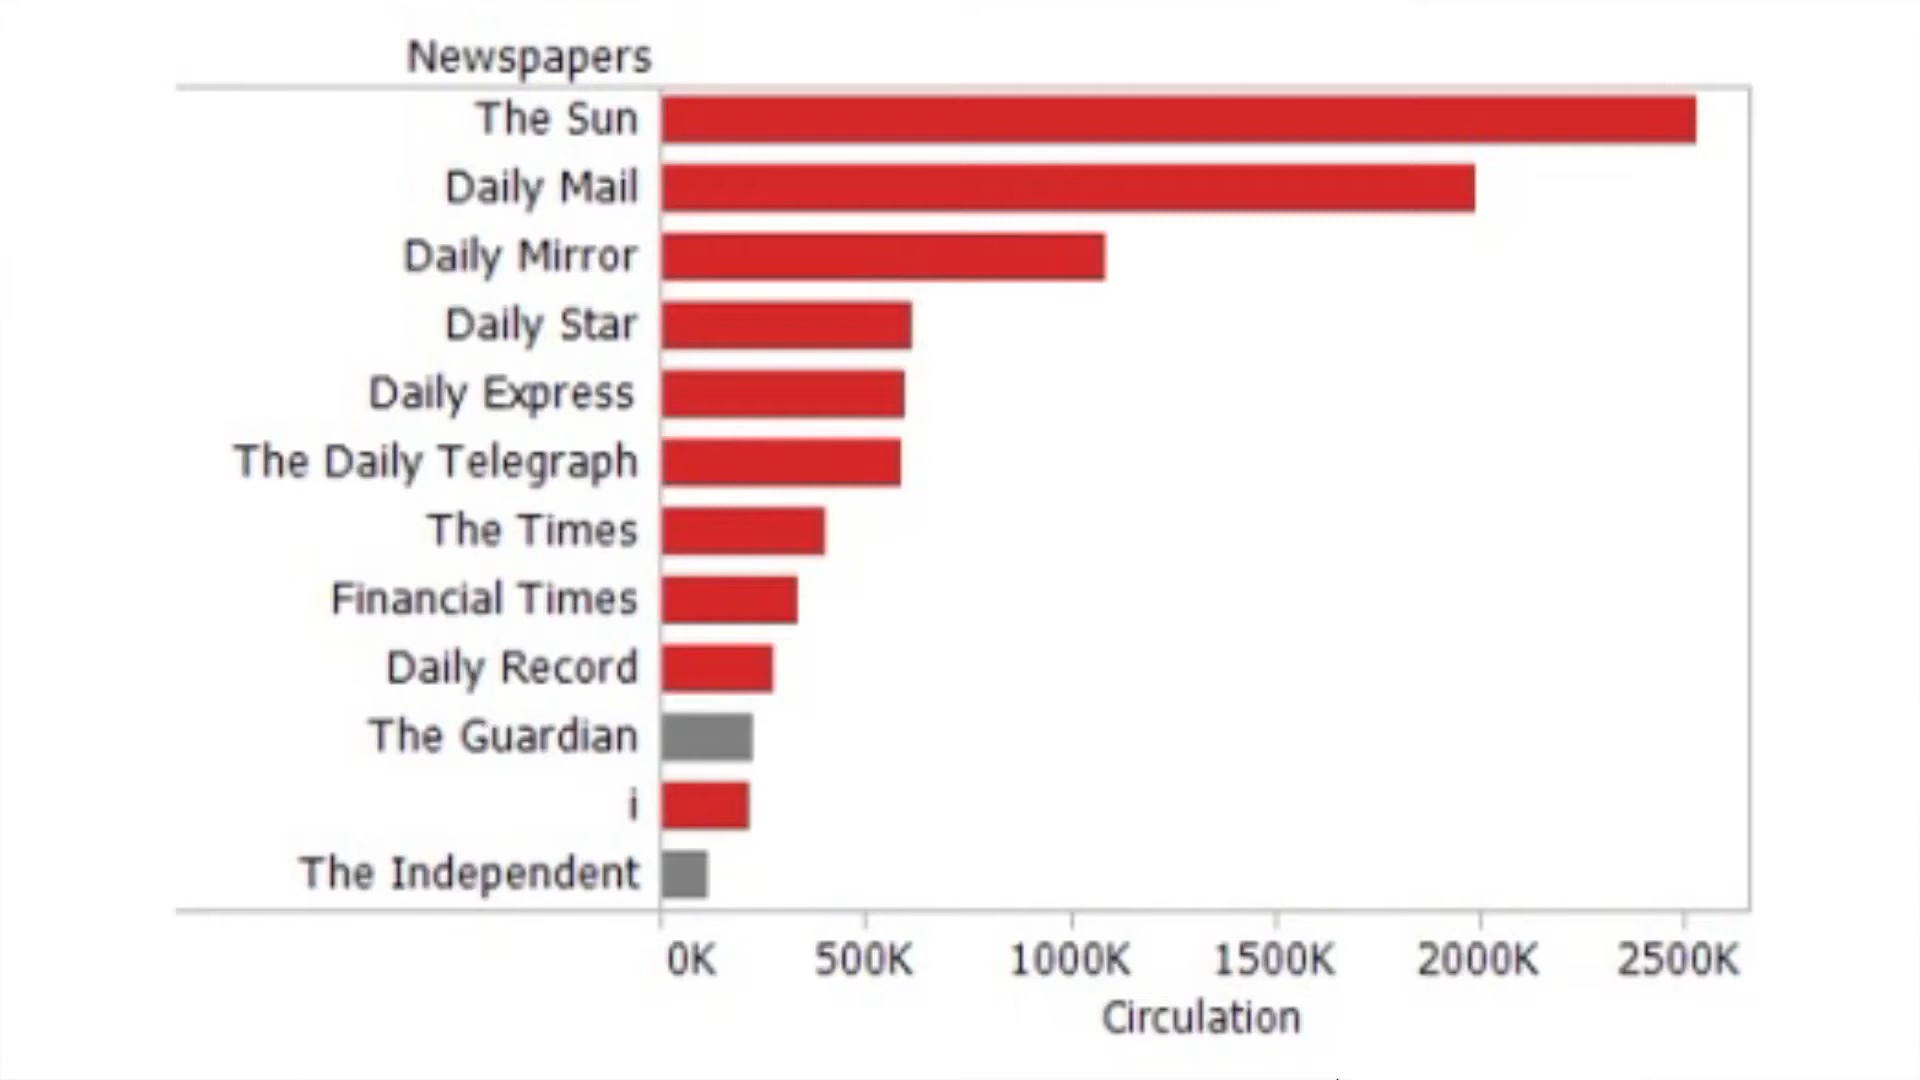 Newspapers
The Sun
Daily Mail
Daily Mirror
Daily Star
Daily Express
The Daily Telegraph
The Times
Financial Times
Daily Record
The Guardian
i
The Independent
0K 500K 1000K 1500K 2000K 2500K
Circulation